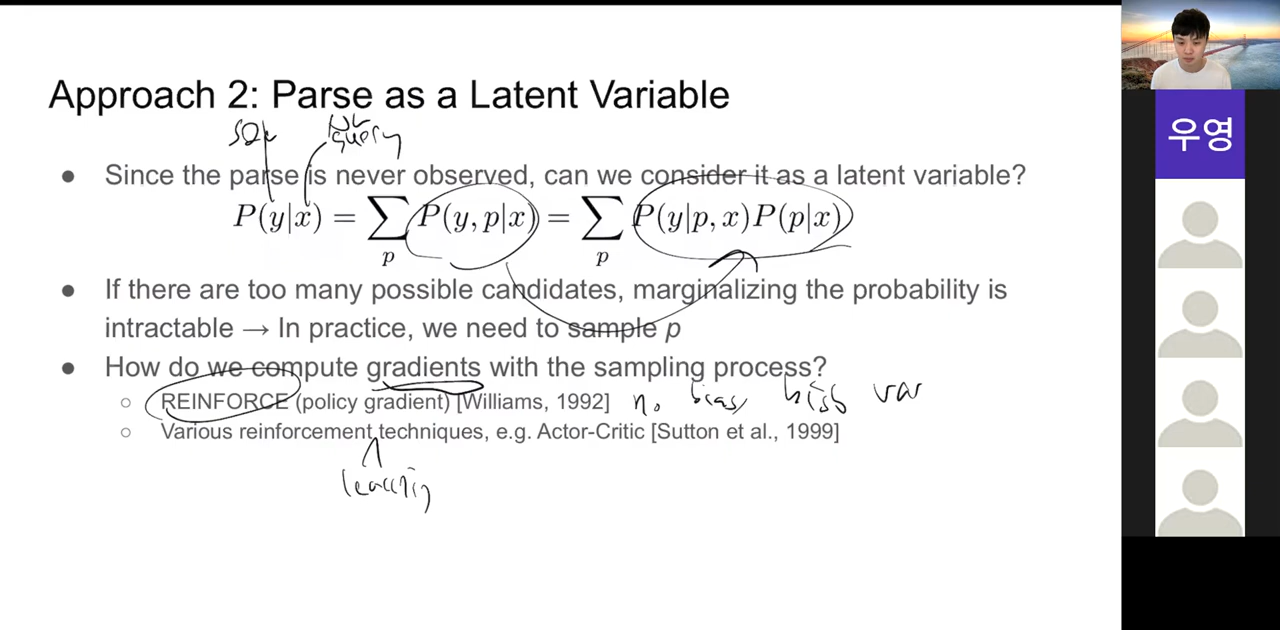 Approach 2: Parse as a Latent Variable
NL
query
● Since the parse is never observed, can we consider it as a latent variable?
P(y|x) = ∑_p P(y, p|x) = ∑_p P(y|p, x)P(p|x)
● If there are too many possible candidates, marginalizing the probability is
intractable → In practice, we need to sample p
● How do we compute gradients with the sampling process?
○ REINFORCE (policy gradient) [Williams, 1992] no bias, high var
○ Various reinforcement techniques, e.g. Actor-Critic [Sutton et al., 1999]
learning
우영